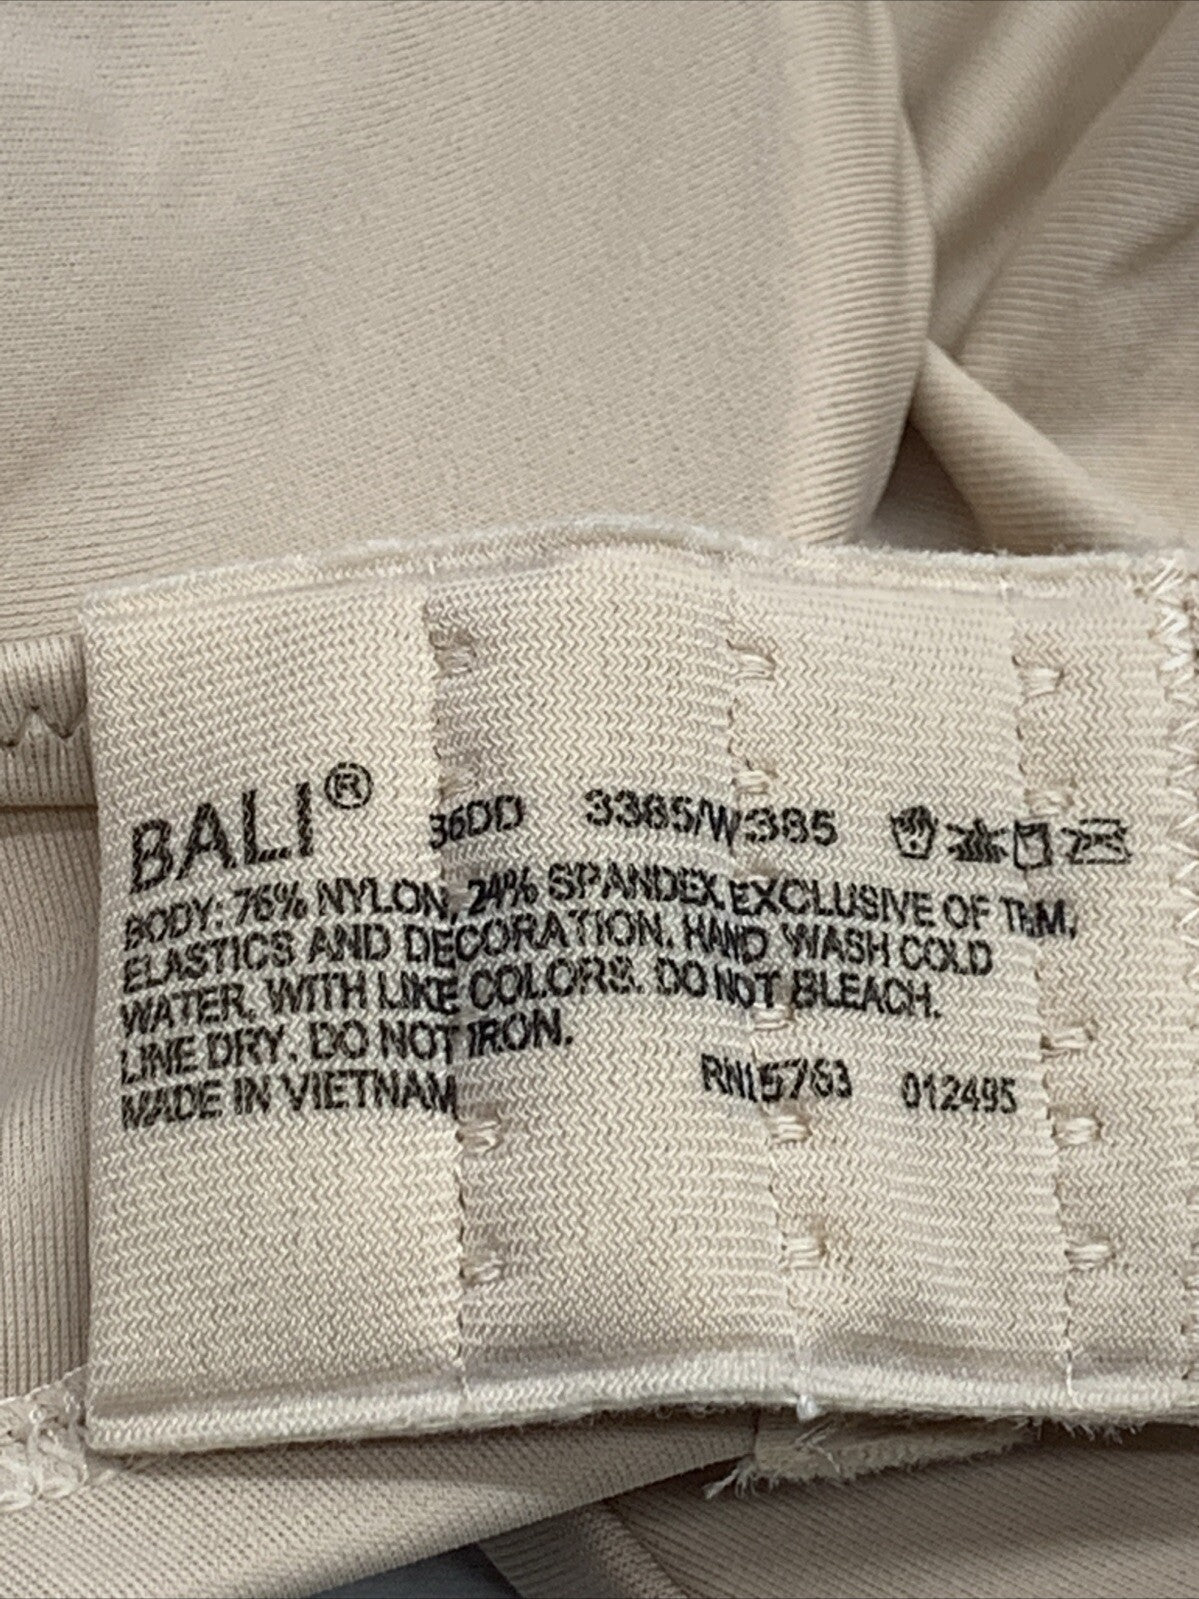 BALI®
36DD 3385/W3385
BODY: 76% NYLON, 24% SPANDEX, EXCLUSIVE OF TRIM,
ELASTICS AND DECORATION. HAND WASH COLD
WATER, WITH LIKE COLORS. DO NOT BLEACH.
LINE DRY. DO NOT IRON.
MADE IN VIETNAM
RN15763 012495